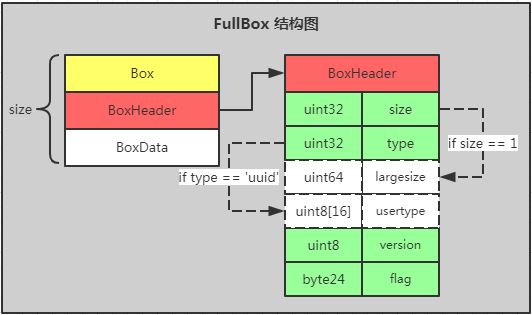 FullBox 结构图
size
Box
BoxHeader
BoxData
BoxHeader
uint32 size
uint32 type
uint64 largesize
uint8[16] usertype
uint8 version
byte24 flag
if type == 'uuid'
if size == 1